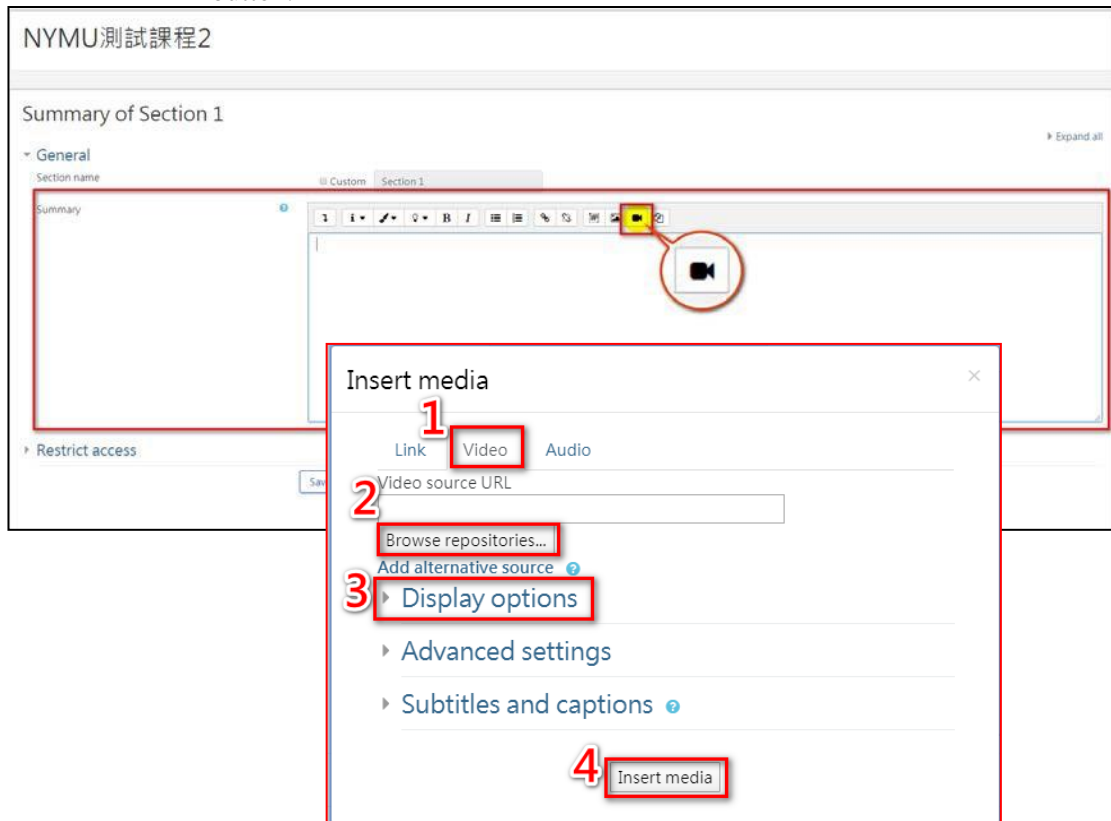 NYMU測試課程2
Summary of Section 1
Expand all
General
Section name
Custom Section 1
Summary
B I
Insert media
1
Link Video Audio
Restrict access
Video source URL
2
Browse repositories...
Add alternative source
3
Display options
Advanced settings
Subtitles and captions
4
Insert media